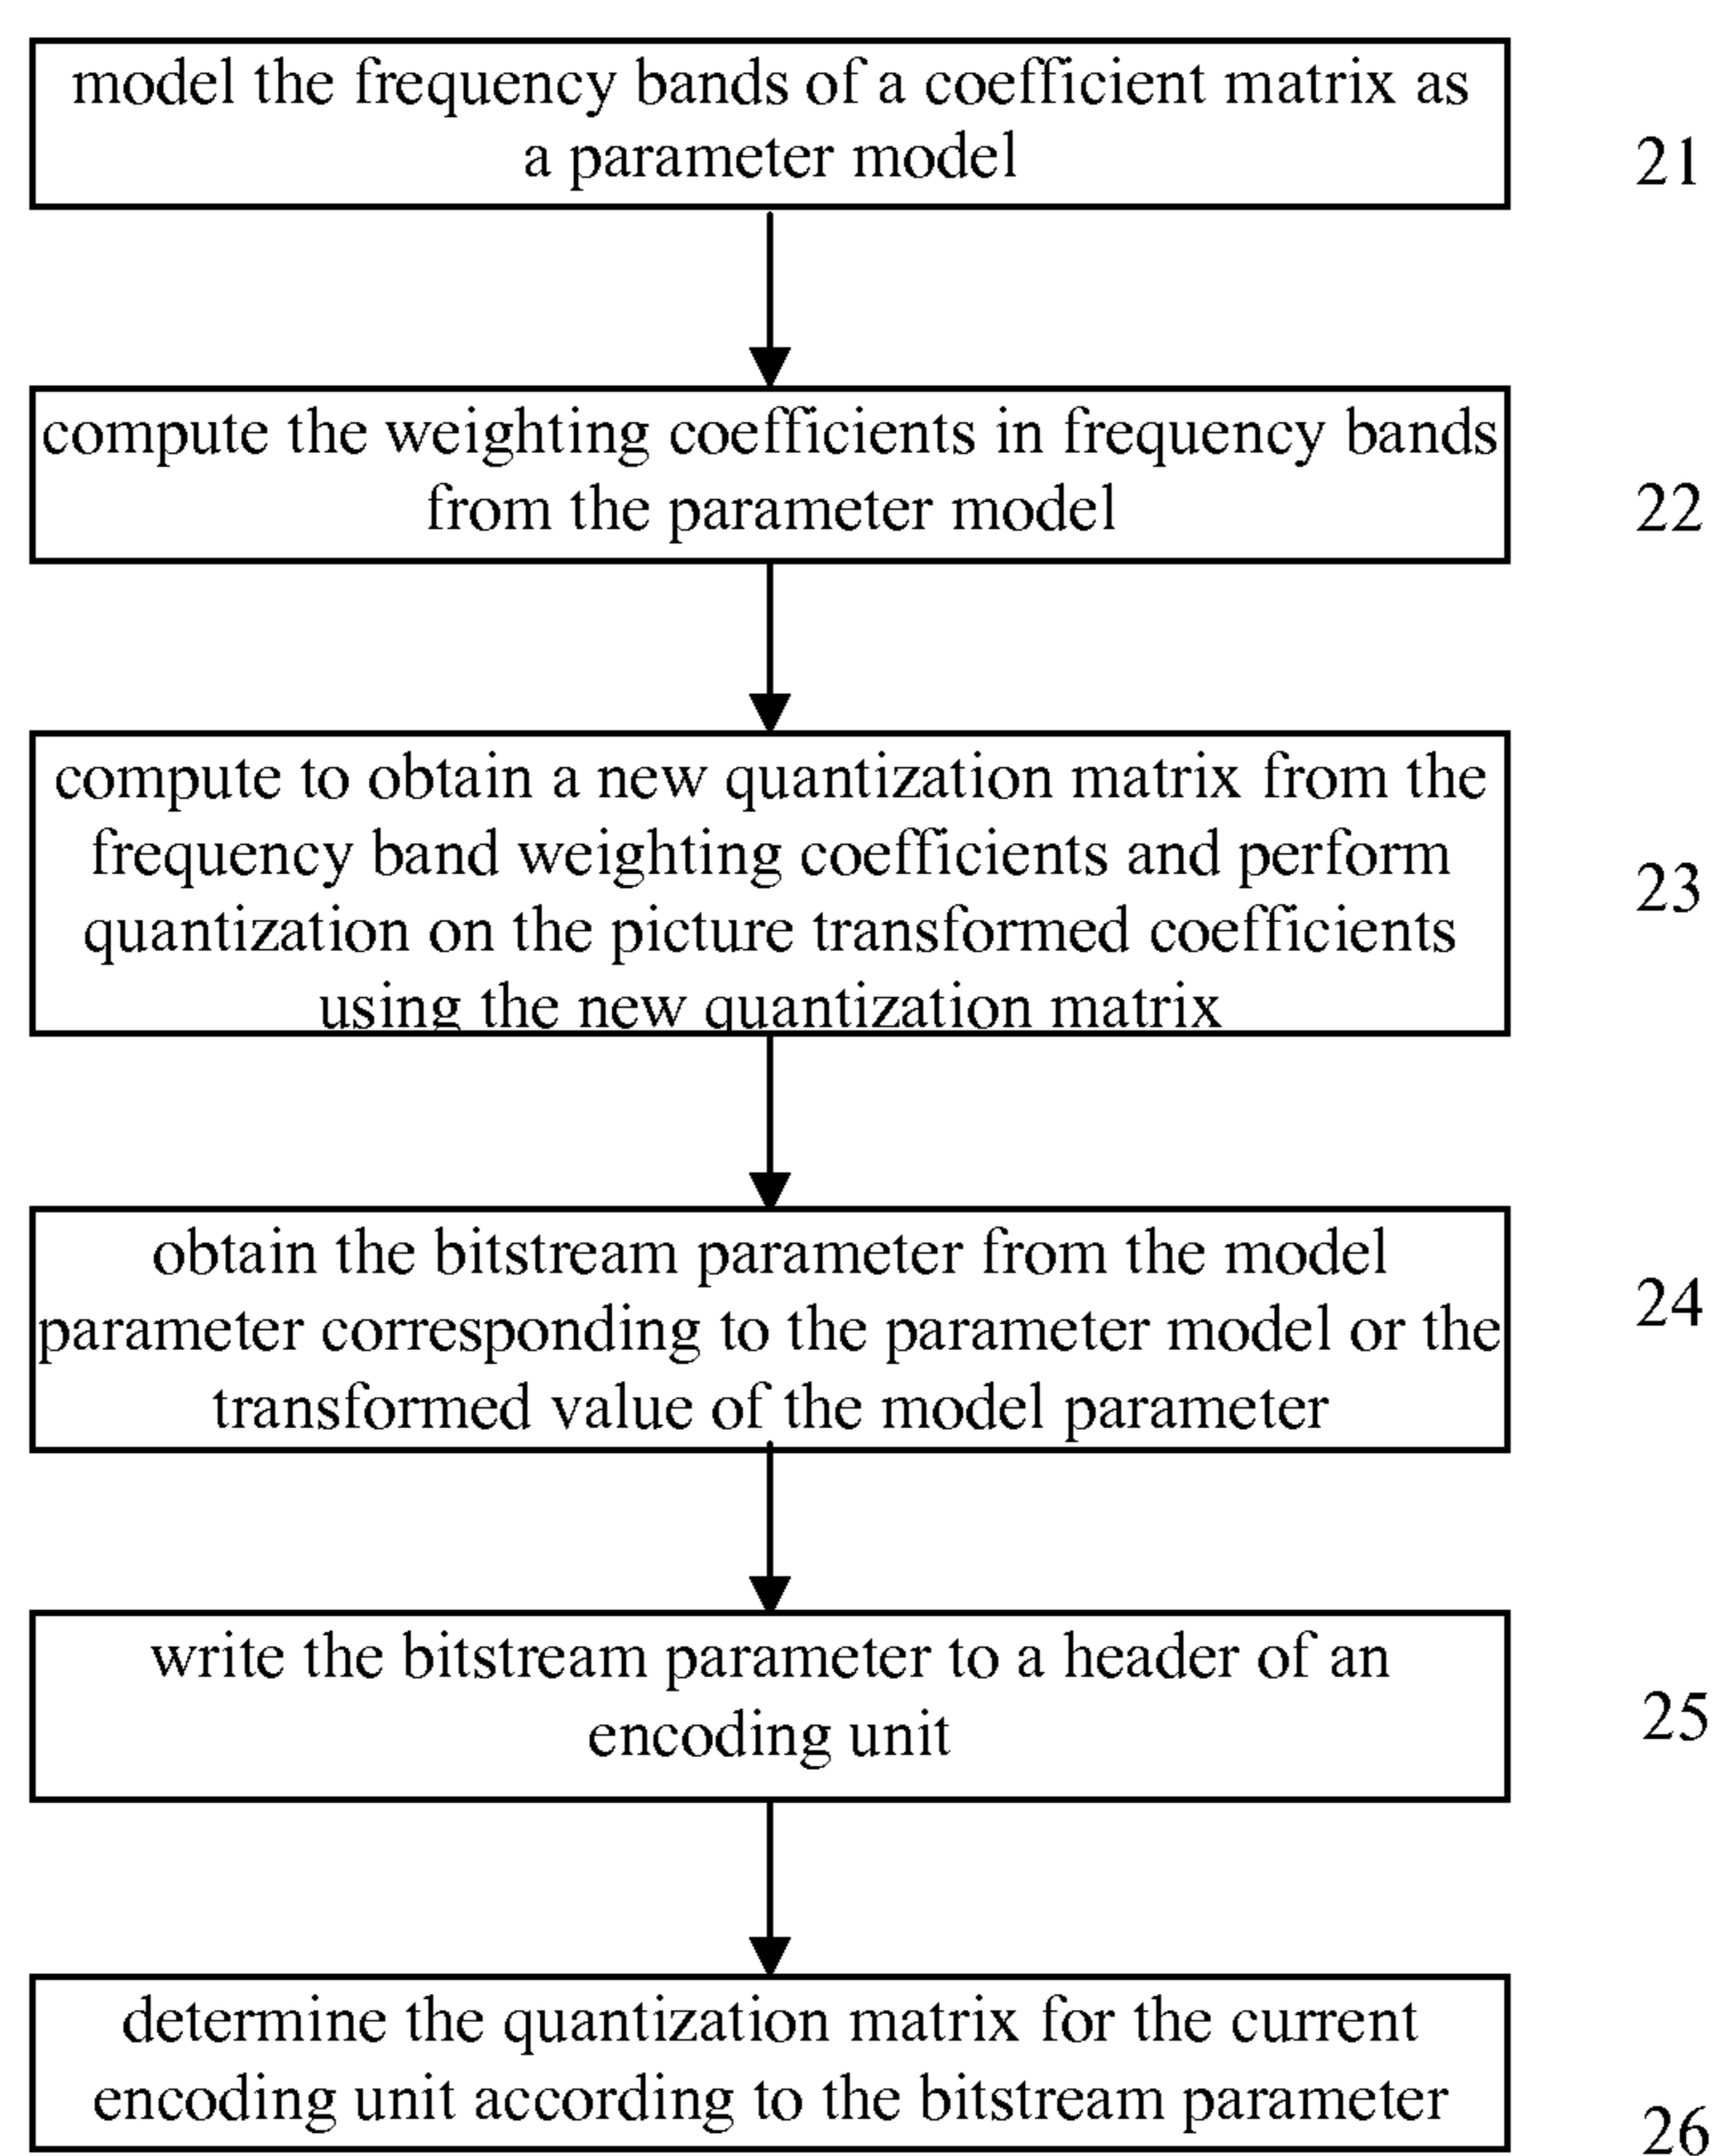 model the frequency bands of a coefficient matrix as
a parameter model
21
compute the weighting coefficients in frequency bands
from the parameter model
22
compute to obtain a new quantization matrix from the
frequency band weighting coefficients and perform
quantization on the picture transformed coefficients
using the new quantization matrix
23
obtain the bitstream parameter from the model
parameter corresponding to the parameter model or the
transformed value of the model parameter
24
write the bitstream parameter to a header of an
encoding unit
25
determine the quantization matrix for the current
encoding unit according to the bitstream parameter
26